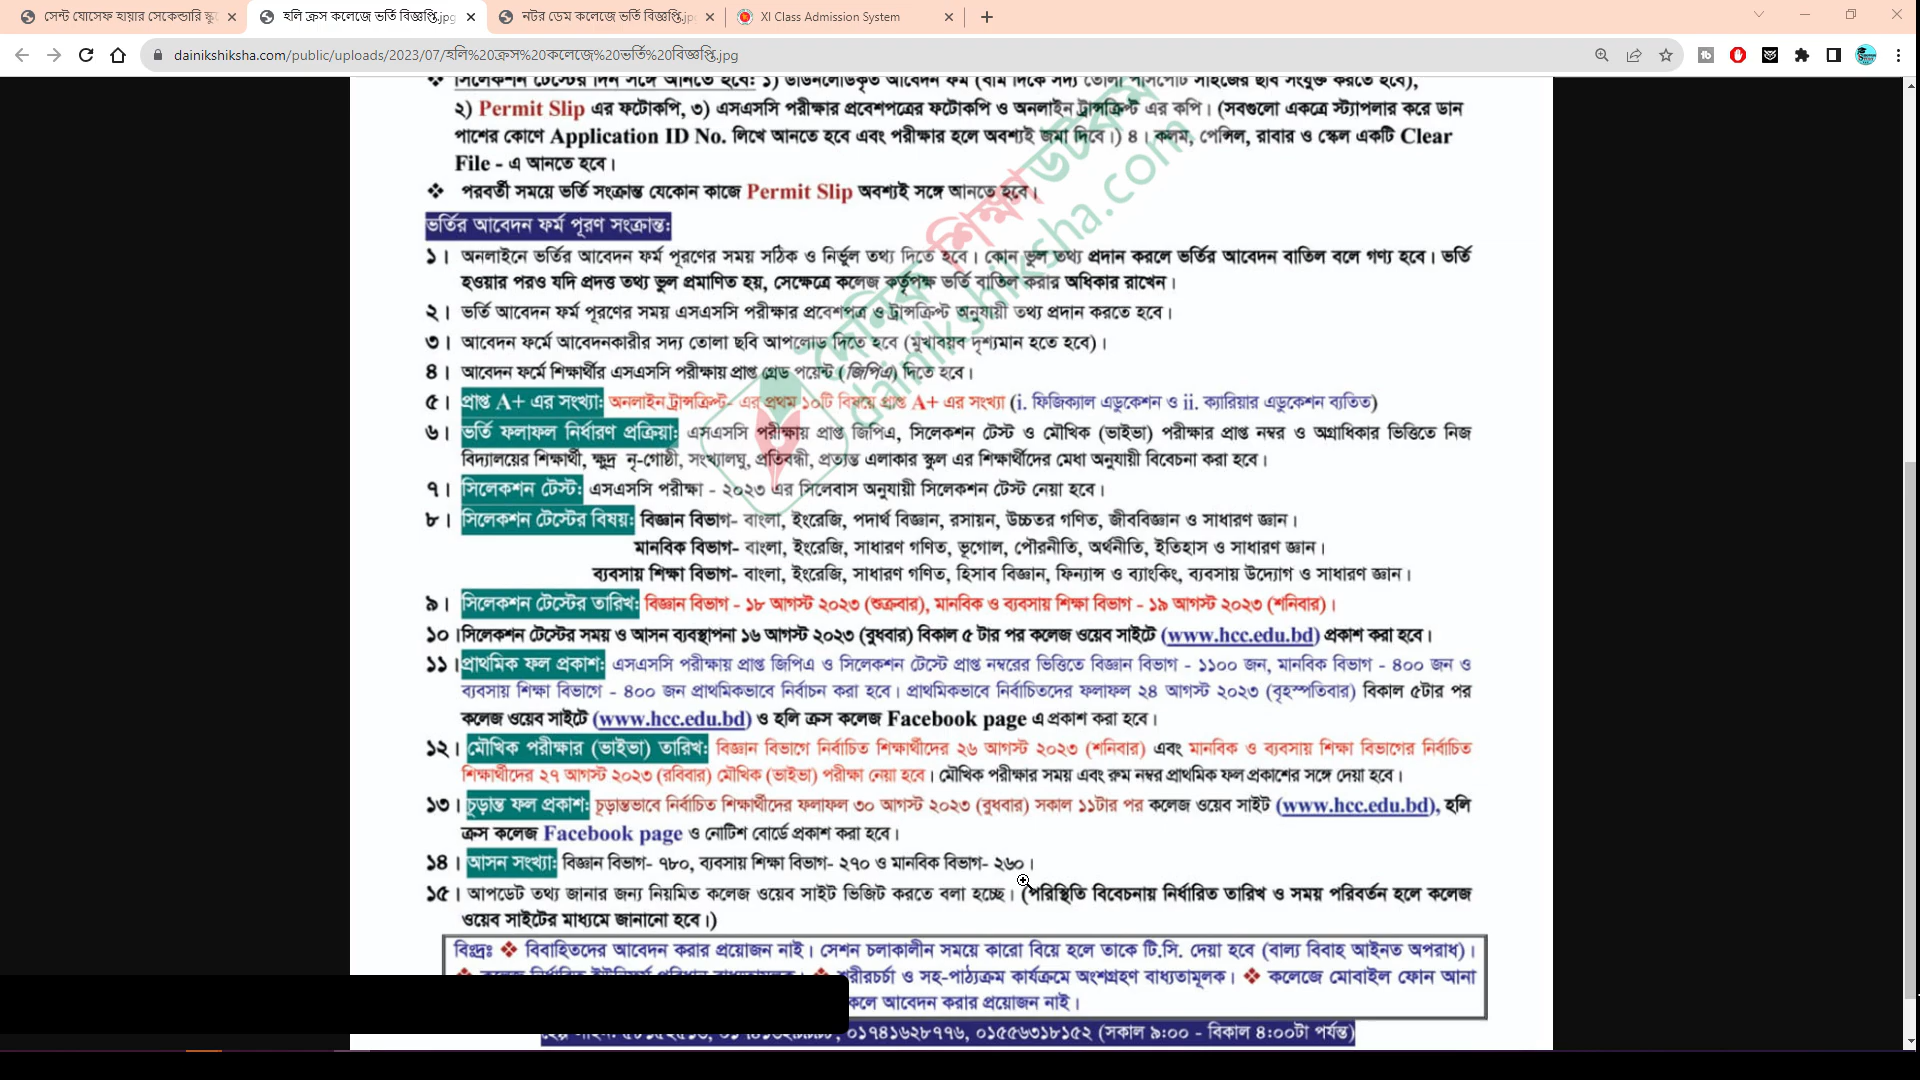 সেন্ট যোসেফ হায়ার সেকেন্ডারি স্কু
হলি ক্রস কলেজে ভর্তি বিজ্ঞপ্তি.jpg
নটর ডেম কলেজে ভর্তি বিজ্ঞপ্তি.jp
XI Class Admission System
dainikshiksha.com/public/uploads/2023/07/হলি%20ক্রস%20কলেজে%20ভর্তি%20বিজ্ঞপ্তি.jpg
❖ সিলেকশন টেস্টের দিন সঙ্গে আনতে হবে: ১) ডাউনলোডকৃত আবেদন ফর্ম (বাম দিকে সদ্য তোলা পাসপোর্ট সাইজের ছবি সংযুক্ত করতে হবে),
২) Permit Slip এর ফটোকপি, ৩) এসএসসি পরীক্ষার প্রবেশপত্রের ফটোকপি ও অনলাইন ট্রান্সক্রিপ্ট এর কপি। (সবগুলো একত্রে স্ট্যাপলার করে ডান
পাশের কোণে Application ID No. লিখে আনতে হবে এবং পরীক্ষার হলে অবশ্যই জমা দিবে।) ৪। কলম, পেন্সিল, রাবার ও স্কেল একটি Clear
File - এ আনতে হবে।
❖ পরবর্তী সময়ে ভর্তি সংক্রান্ত যেকোন কাজে Permit Slip অবশ্যই সঙ্গে আনতে হবে।
ভর্তির আবেদন ফর্ম পূরণ সংক্রান্ত:
১। অনলাইনে ভর্তির আবেদন ফর্ম পূরণের সময় সঠিক ও নির্ভুল তথ্য দিতে হবে। কোন ভুল তথ্য প্রদান করলে ভর্তির আবেদন বাতিল বলে গণ্য হবে। ভর্তি
হওয়ার পরও যদি প্রদত্ত তথ্য ভুল প্রমাণিত হয়, সেক্ষেত্রে কলেজ কর্তৃপক্ষ ভর্তি বাতিল করার অধিকার রাখেন।
২। ভর্তি আবেদন ফর্ম পূরণের সময় এসএসসি পরীক্ষার প্রবেশপত্র ও ট্রান্সক্রিপ্ট অনুযায়ী তথ্য প্রদান করতে হবে।
৩। আবেদন ফর্মে আবেদনকারীর সদ্য তোলা ছবি আপলোড দিতে হবে (মুখাবয়ব দৃশ্যমান হতে হবে)।
৪। আবেদন ফর্মে শিক্ষার্থীর এসএসসি পরীক্ষায় প্রাপ্ত গ্রেড পয়েন্ট (জিপিএ) দিতে হবে।
৫। প্রাপ্ত A+ এর সংখ্যা: অনলাইন ট্রান্সক্রিপ্ট- এর প্রথম ১০টি বিষয়ে প্রাপ্ত A+ এর সংখ্যা (i. ফিজিক্যাল এডুকেশন ও ii. ক্যারিয়ার এডুকেশন ব্যতিত)
৬। ভর্তি ফলাফল নির্ধারণ প্রক্রিয়া: এসএসসি পরীক্ষায় প্রাপ্ত জিপিএ, সিলেকশন টেস্ট ও মৌখিক (ভাইভা) পরীক্ষার প্রাপ্ত নম্বর ও অগ্রাধিকার ভিত্তিতে নিজ
বিদ্যালয়ের শিক্ষার্থী, ক্ষুদ্র নৃ-গোষ্ঠী, সংখ্যালঘু, প্রতিবন্ধী, প্রত্যন্ত এলাকার স্কুল এর শিক্ষার্থীদের মেধা অনুযায়ী বিবেচনা করা হবে।
৭। সিলেকশন টেস্ট: এসএসসি পরীক্ষা - ২০২৩ এর সিলেবাস অনুযায়ী সিলেকশন টেস্ট নেয়া হবে।
৮। সিলেকশন টেস্টের বিষয়: বিজ্ঞান বিভাগ- বাংলা, ইংরেজি, পদার্থ বিজ্ঞান, রসায়ন, উচ্চতর গণিত, জীববিজ্ঞান ও সাধারণ জ্ঞান।
মানবিক বিভাগ- বাংলা, ইংরেজি, সাধারণ গণিত, ভূগোল, পৌরনীতি, অর্থনীতি, ইতিহাস ও সাধারণ জ্ঞান।
ব্যবসায় শিক্ষা বিভাগ- বাংলা, ইংরেজি, সাধারণ গণিত, হিসাব বিজ্ঞান, ফিন্যান্স ও ব্যাংকিং, ব্যবসায় উদ্যোগ ও সাধারণ জ্ঞান।
৯। সিলেকশন টেস্টের তারিখ: বিজ্ঞান বিভাগ - ১৮ আগস্ট ২০২৩ (শুক্রবার), মানবিক ও ব্যবসায় শিক্ষা বিভাগ - ১৯ আগস্ট ২০২৩ (শনিবার)।
১০। সিলেকশন টেস্টের সময় ও আসন ব্যবস্থাপনা ১৬ আগস্ট ২০২৩ (বুধবার) বিকাল ৫ টার পর কলেজ ওয়েব সাইটে (www.hcc.edu.bd) প্রকাশ করা হবে।
১১। প্রাথমিক ফল প্রকাশ: এসএসসি পরীক্ষায় প্রাপ্ত জিপিএ ও সিলেকশন টেস্টে প্রাপ্ত নম্বরের ভিত্তিতে বিজ্ঞান বিভাগ - ১১০০ জন, মানবিক বিভাগ - ৪০০ জন ও
ব্যবসায় শিক্ষা বিভাগে - ৪০০ জন প্রাথমিকভাবে নির্বাচন করা হবে। প্রাথমিকভাবে নির্বাচিতদের ফলাফল ২৪ আগস্ট ২০২৩ (বৃহস্পতিবার) বিকাল ৫টার পর
কলেজ ওয়েব সাইটে (www.hcc.edu.bd) ও হলি ক্রস কলেজ Facebook page এ প্রকাশ করা হবে।
১২। মৌখিক পরীক্ষার (ভাইভা) তারিখ: বিজ্ঞান বিভাগে নির্বাচিত শিক্ষার্থীদের ২৬ আগস্ট ২০২৩ (শনিবার) এবং মানবিক ও ব্যবসায় শিক্ষা বিভাগের নির্বাচিত
শিক্ষার্থীদের ২৭ আগস্ট ২০২৩ (রবিবার) মৌখিক (ভাইভা) পরীক্ষা নেয়া হবে। মৌখিক পরীক্ষার সময় এবং রুম নম্বর প্রাথমিক ফল প্রকাশের সঙ্গে দেয়া হবে।
১৩। চূড়ান্ত ফল প্রকাশ: চূড়ান্তভাবে নির্বাচিত শিক্ষার্থীদের ফলাফল ৩০ আগস্ট ২০২৩ (বুধবার) সকাল ১১টার পর কলেজ ওয়েব সাইট (www.hcc.edu.bd), হলি
ক্রস কলেজ Facebook page ও নোটিশ বোর্ডে প্রকাশ করা হবে।
১৪। আসন সংখ্যা: বিজ্ঞান বিভাগ- ৭৮০, ব্যবসায় শিক্ষা বিভাগ- ২৭০ ও মানবিক বিভাগ- ২৬০।
১৫। আপডেট তথ্য জানার জন্য নিয়মিত কলেজ ওয়েব সাইট ভিজিট করতে বলা হচ্ছে। (পরিস্থিতি বিবেচনায় নির্ধারিত তারিখ ও সময় পরিবর্তন হলে কলেজ
ওয়েব সাইটের মাধ্যমে জানানো হবে।)
বিঃদ্রঃ ❖ বিবাহিতদের আবেদন করার প্রয়োজন নাই। সেশন চলাকালীন সময়ে কারো বিয়ে হলে তাকে টি.সি. দেয়া হবে (বাল্য বিবাহ আইনত অপরাধ)।
❖ শরীরচর্চা ও সহ-পাঠ্যক্রম কার্যক্রমে অংশগ্রহণ বাধ্যতামূলক। ❖ কলেজে মোবাইল ফোন আনা
আবেদন করার প্রয়োজন নাই।
০১৭৪১৬২৮৭৭৬, ০১৫৫৬৩১৮১৫২ (সকাল ৯:০০ - বিকাল ৪:০০টা পর্যন্ত)
দৈনিক শিক্ষাডটকম
dainikshiksha.com